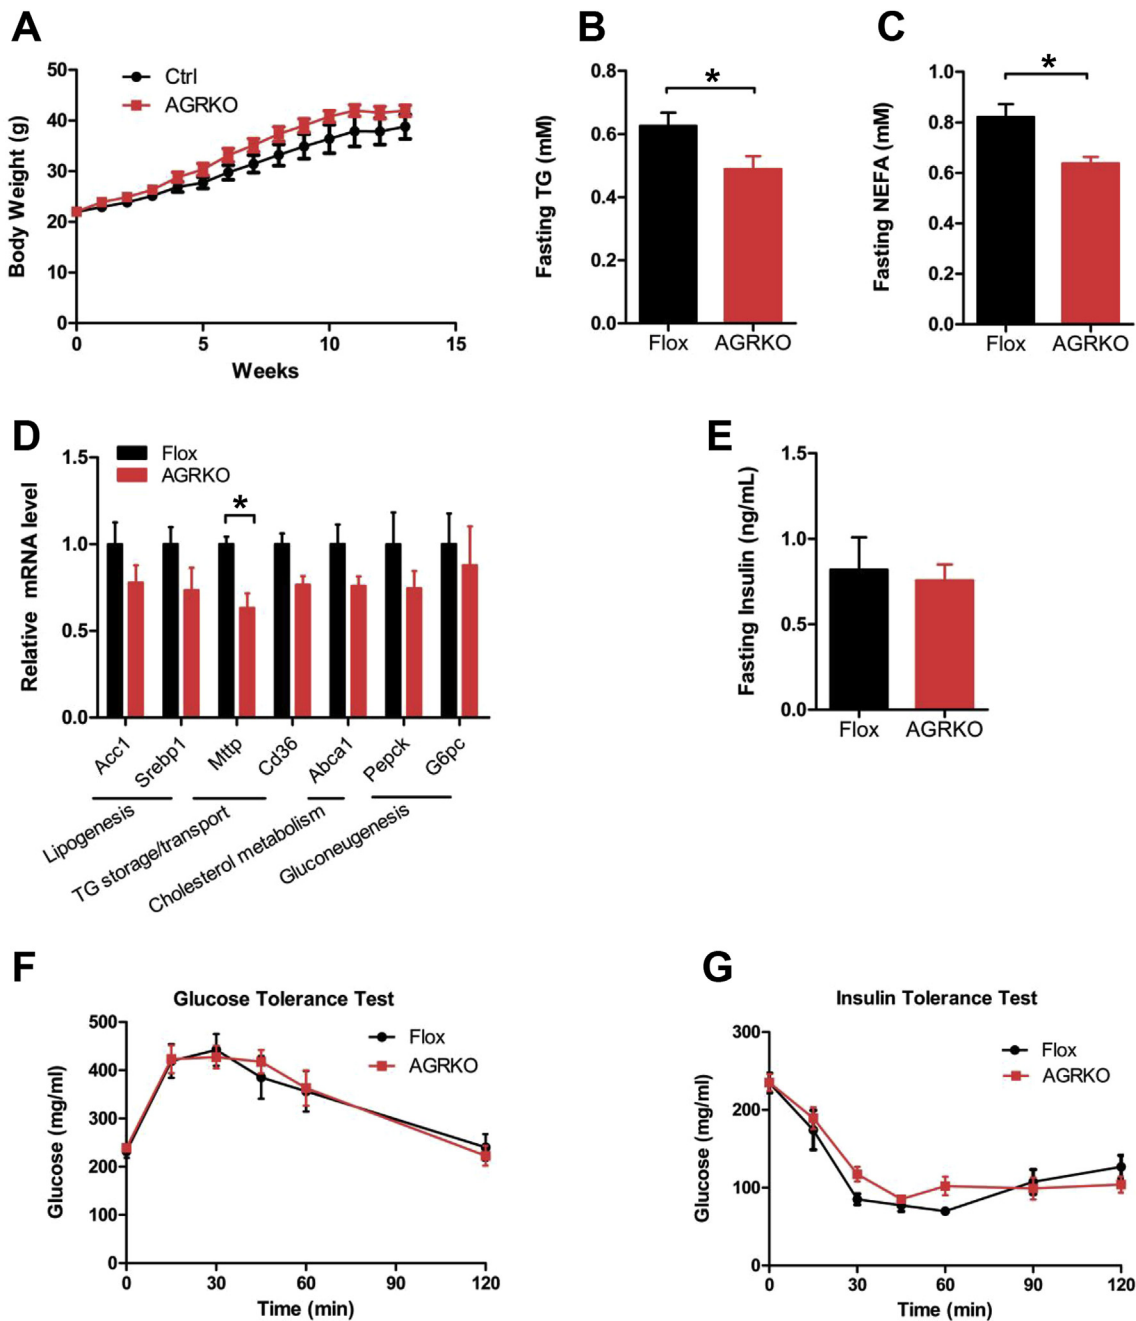 A
Ctrl
AGRKO
Body Weight (g)
50
40
30
20
10
0
0
5
10
15
Weeks
B
*
Fasting TG (mM)
0.8
0.6
0.4
0.2
0.0
Flox
AGRKO
C
*
Fasting NEFA (mM)
1.0
0.8
0.6
0.4
0.2
0.0
Flox
AGRKO
D
Flox
AGRKO
*
Relative mRNA level
1.5
1.0
0.5
0.0
Acc1
Srebp1
Mttp
Cd36
Abca1
Pepck
G6pc
Lipogenesis
TG storage/transport
Cholesterol metabolism
Gluconeugenesis
E
Fasting Insulin (ng/mL)
1.5
1.0
0.5
0.0
Flox
AGRKO
F
Glucose Tolerance Test
Flox
AGRKO
Glucose (mg/ml)
500
400
300
200
100
0
0
30
60
90
120
Time (min)
G
Insulin Tolerance Test
Flox
AGRKO
Glucose (mg/ml)
300
200
100
0
0
30
60
90
120
Time (min)